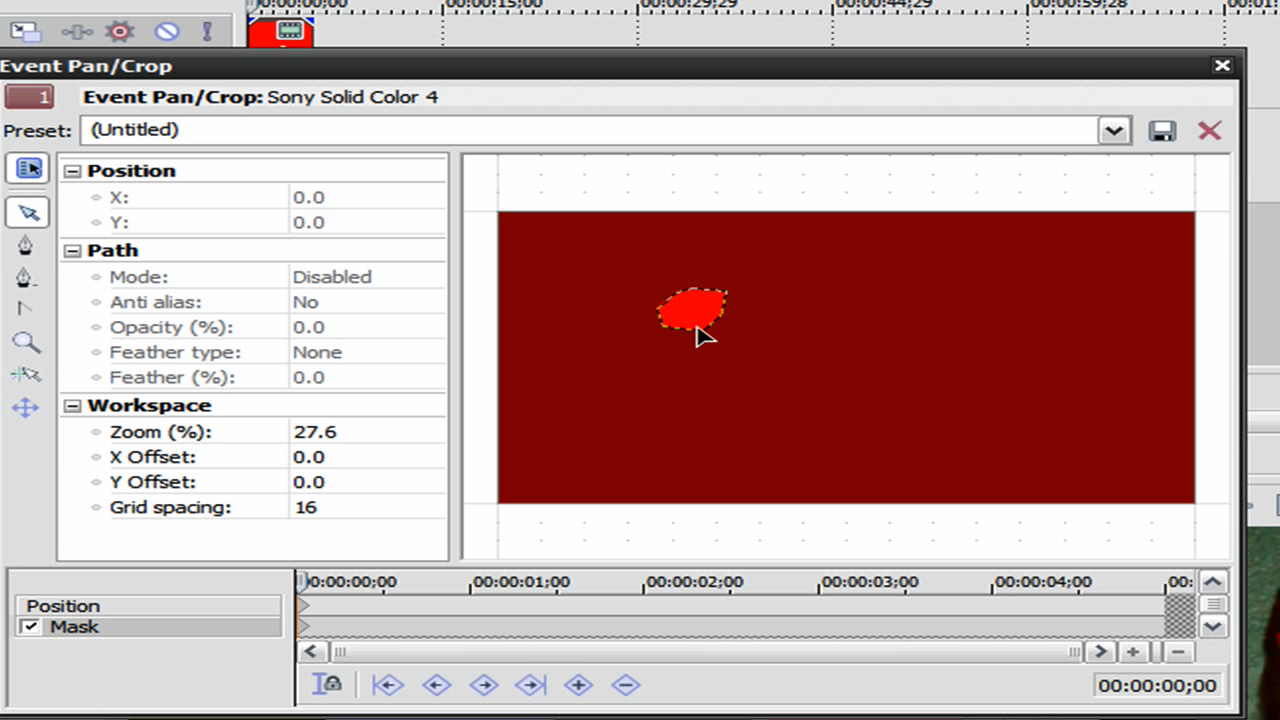 00:00:00;00 00:00:15;00 00:00:29;29 00:00:44;29 00:00:59;28
Event Pan/Crop
1 Event Pan/Crop: Sony Solid Color 4
Preset: (Untitled)
Position
X: 0.0
Y: 0.0
Path
Mode: Disabled
Anti alias: No
Opacity (%): 0.0
Feather type: None
Feather (%): 0.0
Workspace
Zoom (%): 27.6
X Offset: 0.0
Y Offset: 0.0
Grid spacing: 16
00:00:00;00 00:00:01;00 00:00:02;00 00:00:03;00 00:00:04;00 00:
Position
Mask
00:00:00;00